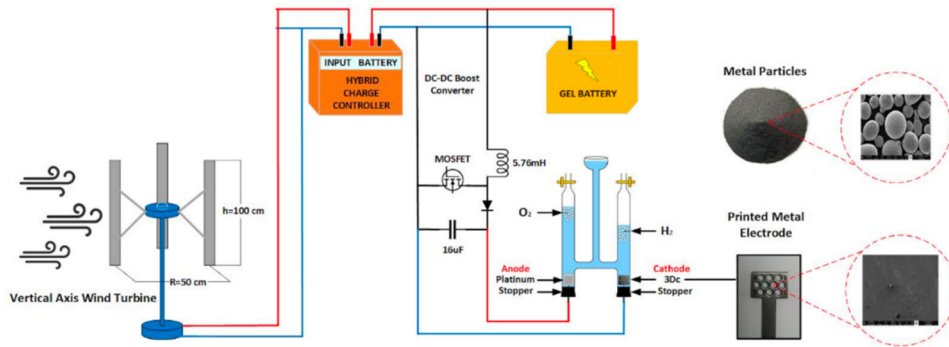 INPUT BATTERY
HYBRID
CHARGE
CONTROLLER
DC-DC Boost
Converter
GEL BATTERY
Metal Particles
MOSFET
5.76mH
16uF
h=100 cm
R=50 cm
Vertical Axis Wind Turbine
O₂
H₂
Anode
Platinum
Stopper
Cathode
3Dc
Stopper
Printed Metal
Electrode